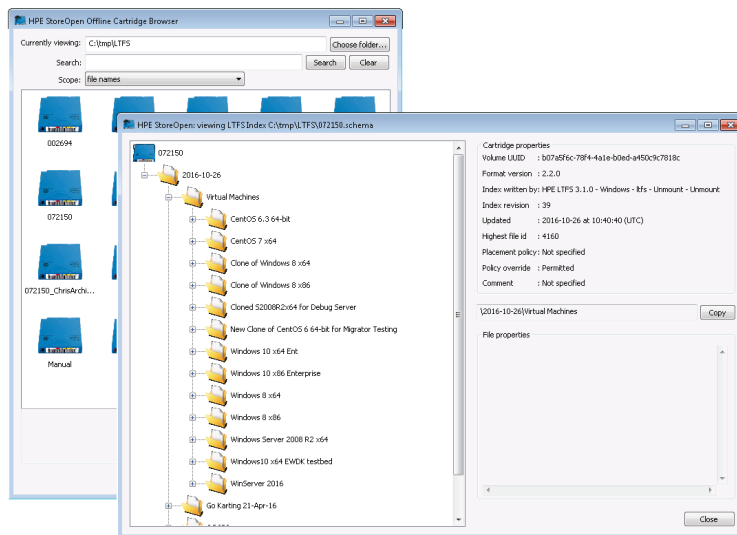 HPE StoreOpen Offline Cartridge Browser
Currently viewing: C:\tmp\LTFS
Choose folder...
Search:
Search
Clear
Scope: file names
002694
072150
072150_ChrisArchi...
Manual
HPE StoreOpen: viewing LTFSIndex C:\tmp\LTFS\072150.schema
072150
2016-10-26
Virtual Machines
CentOS 6.3 64-bit
CentOS 7 x64
Clone of Windows 8 x64
Clone of Windows 8 x86
Cloned S2008R2x64 for Debug Server
New Clone of CentOS 6 64-bit for Migrator Testing
Windows 10 x64 Ent
Windows 10 x86 Enterprise
Windows 8 x64
Windows 8 x86
Windows Server 2008 R2 x64
Windows10 x64 EWDK testbed
WinServer 2016
Go Karting 21-Apr-16
Cartridge properties
Volume UUID : b07a5f6c-78f4-4a1e-b0ed-a450c9c7818c
Format version : 2.2.0
Index written by: HPE LTFS 3.1.0 - Windows - ltfs - Unmount - Unmount
Index revision : 39
Updated : 2016-10-26 at 10:40:40 (UTC)
Highest file id : 4160
Placement policy: Not specified
Policy override : Permitted
Comment : Not specified
\2016-10-26\Virtual Machines
Copy
File properties
Close